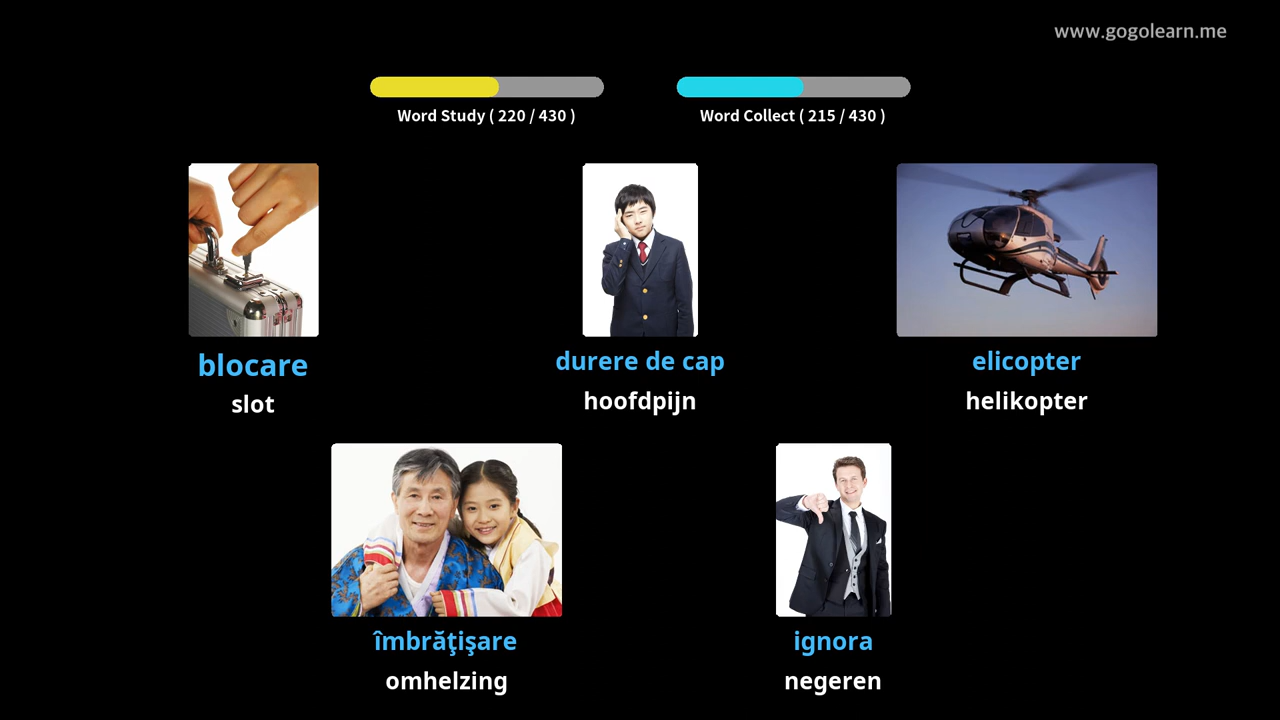 www.gogolearn.me
Word Study ( 220 / 430 )
Word Collect ( 215 / 430 )
blocare
slot
durere de cap
hoofdpijn
elicopter
helikopter
îmbrăţişare
omhelzing
ignora
negeren